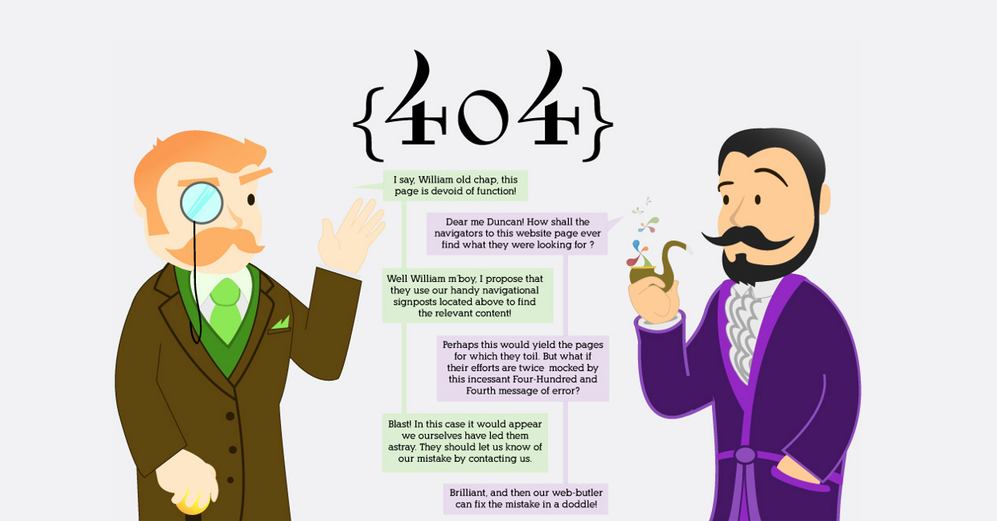 {404}
I say, William old chap, this
page is devoid of function!
Dear me Duncan! How shall the
navigators to this website page ever
find what they were looking for ?
Well William m'boy, I propose that
they use our handy navigational
signposts located above to find
the relevant content!
Perhaps this would yield the pages
for which they toil. But what if
their efforts are twice mocked by
this incessant Four-Hundred and
Fourth message of error?
Blast! In this case it would appear
we ourselves have led them
astray. They should let us know of
our mistake by contacting us.
Brilliant, and then our web-butler
can fix the mistake in a doddle!